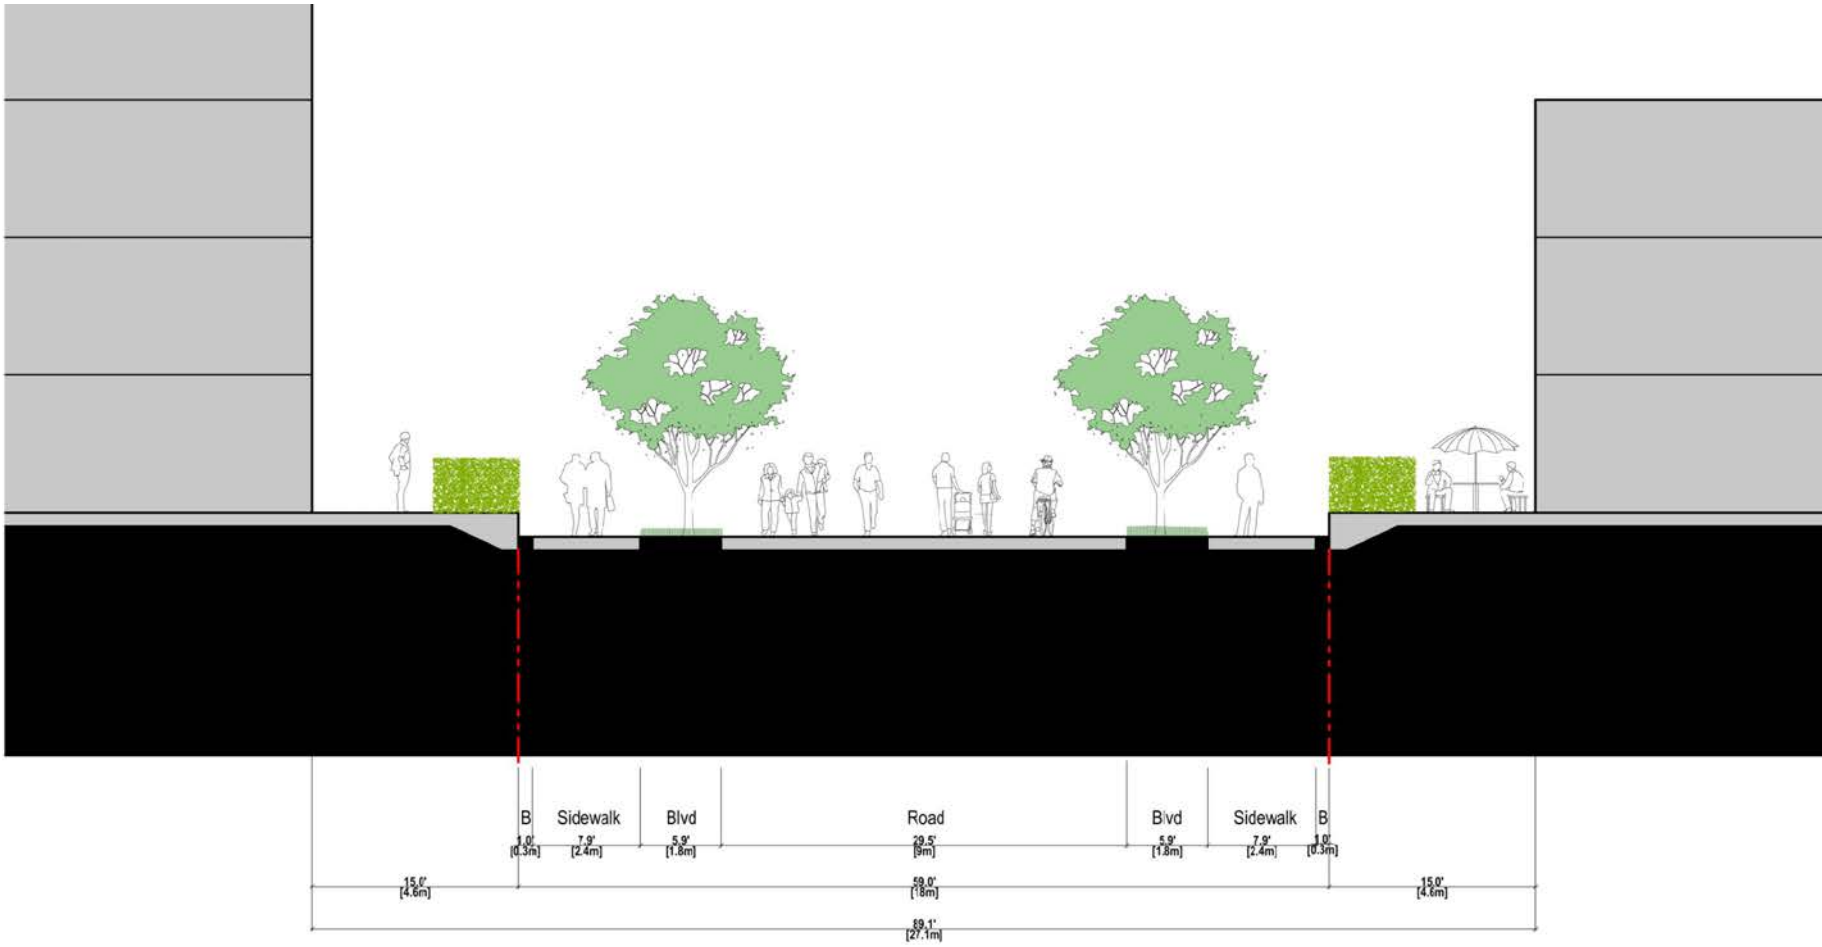 B Sidewalk Blvd Road Blvd Sidewalk B
1.0' 7.9' 5.9' 29.5' 5.9' 7.9' 1.0'
[0.3m] [2.4m] [1.8m] [9m] [1.8m] [2.4m] [0.3m]
15.0' 59.0' 15.0'
[4.6m] [18m] [4.6m]
89.1'
[27.1m]